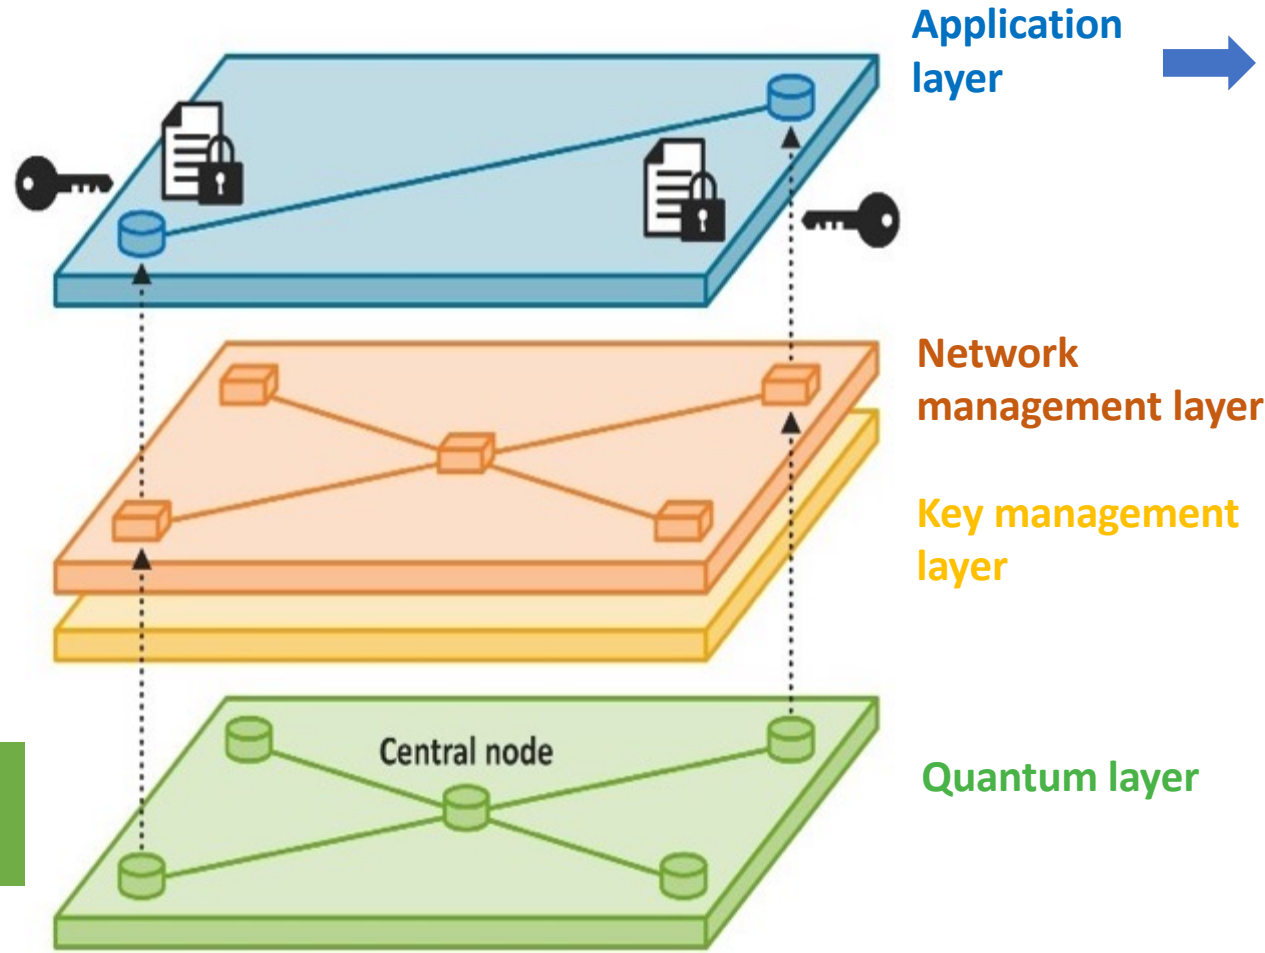 Application
layer
Network
management layer
Key management
layer
Central node
Quantum layer